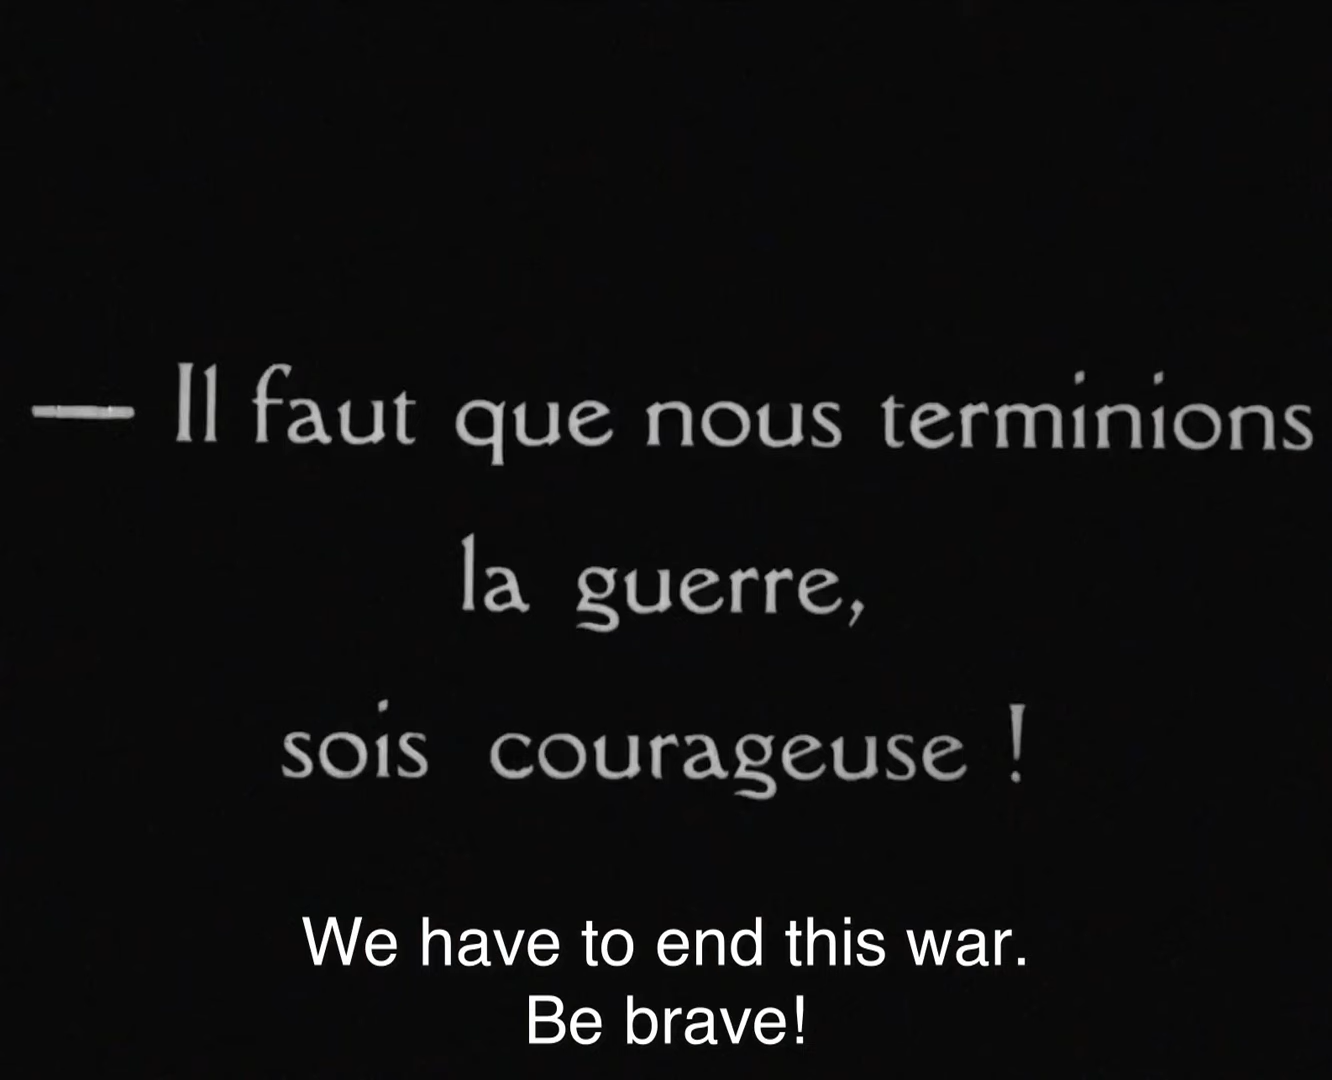 — Il faut que nous terminions
la guerre,
sois courageuse !
We have to end this war.
Be brave!